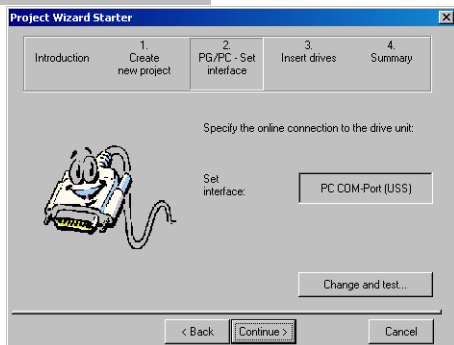 Project Wizard Starter
Introduction
1.
Create
new project
2.
PG/PC - Set
interface
3.
Insert drives
4.
Summary
Specify the online connection to the drive unit:
Set
interface:
PC COM-Port (USS)
Change and test...
< Back
Continue >
Cancel